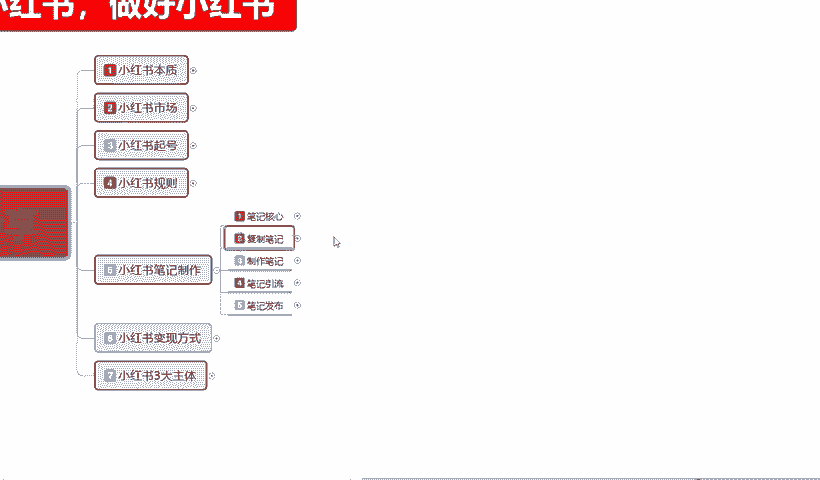 小红书，做好小红书
1 小红书本质
2 小红书市场
3 小红书起号
4 小红书规则
5 小红书笔记制作
1 笔记核心
2 复制笔记
3 制作笔记
4 笔记引流
5 笔记发布
6 小红书变现方式
7 小红书3大主体